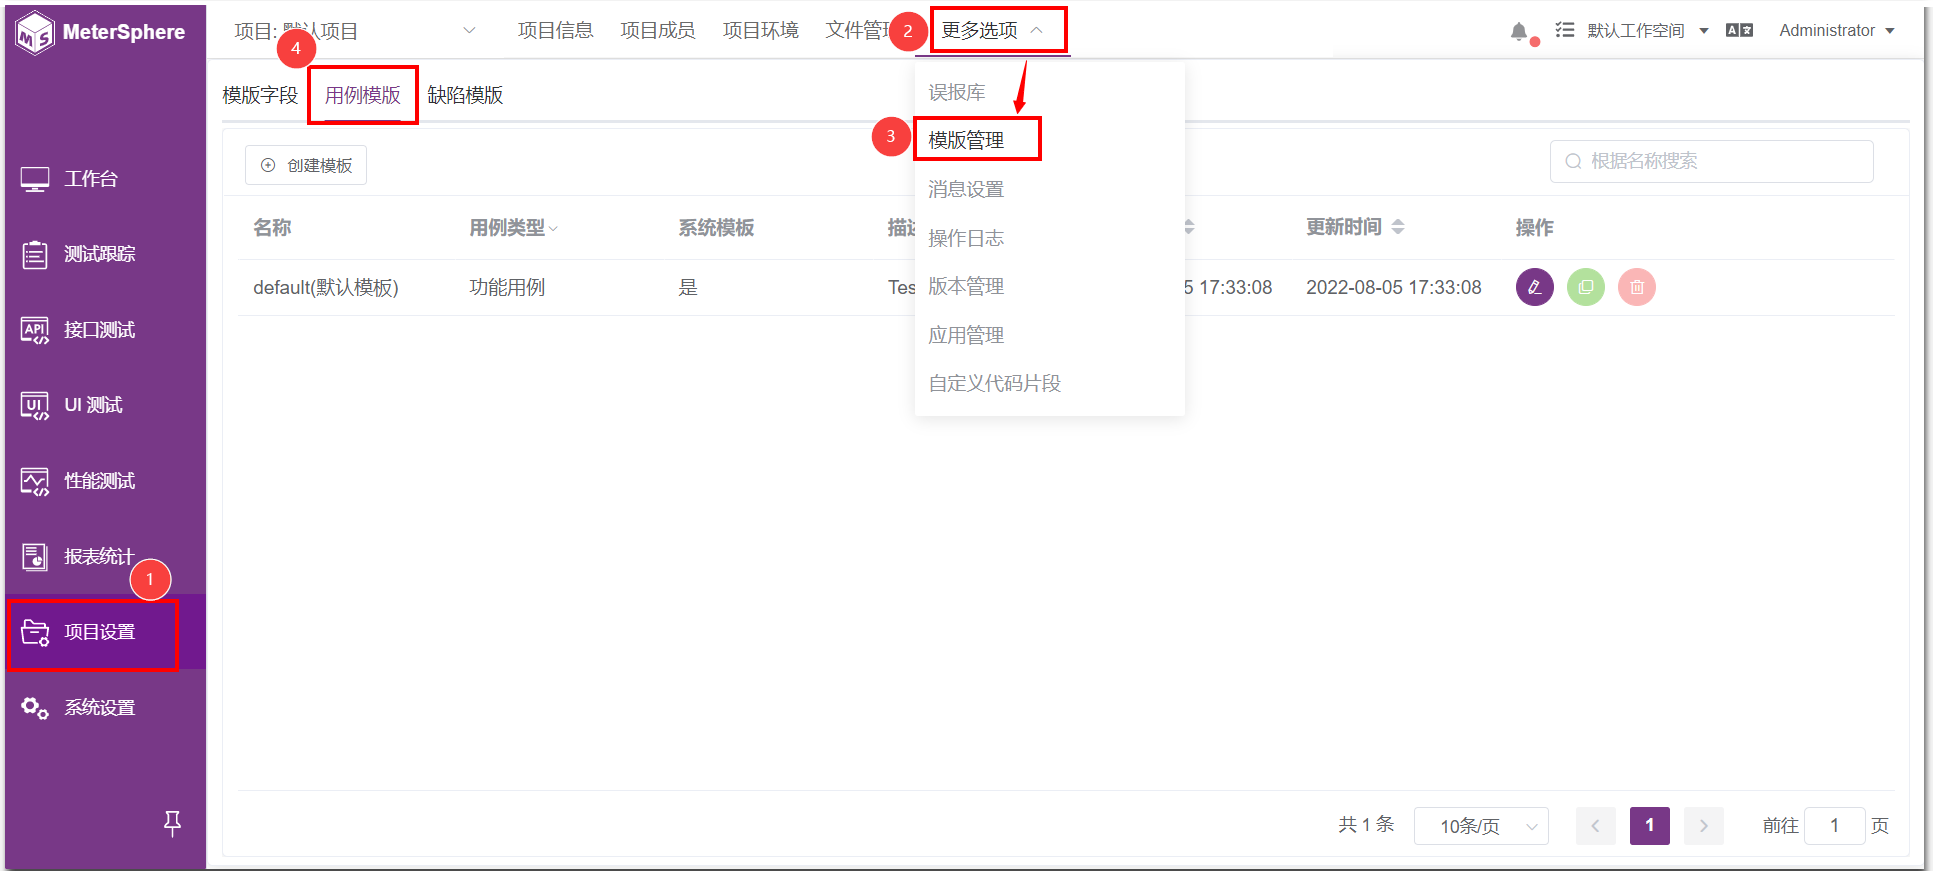 MeterSphere
工作台
测试跟踪
接口测试
UI 测试
性能测试
报表统计
1
项目设置
系统设置
项目: 默认项目
项目信息
项目成员
项目环境
文件管理
2
更多选项
默认工作空间
Administrator
4
模版字段
用例模版
缺陷模版
误报库
3
模版管理
消息设置
操作日志
版本管理
应用管理
自定义代码片段
创建模板
根据名称搜索
名称 用例类型 系统模板 描述 更新时间 操作
default(默认模板) 功能用例 是 Tes 5 17:33:08 2022-08-05 17:33:08
共 1 条 10条/页 1 前往 1 页